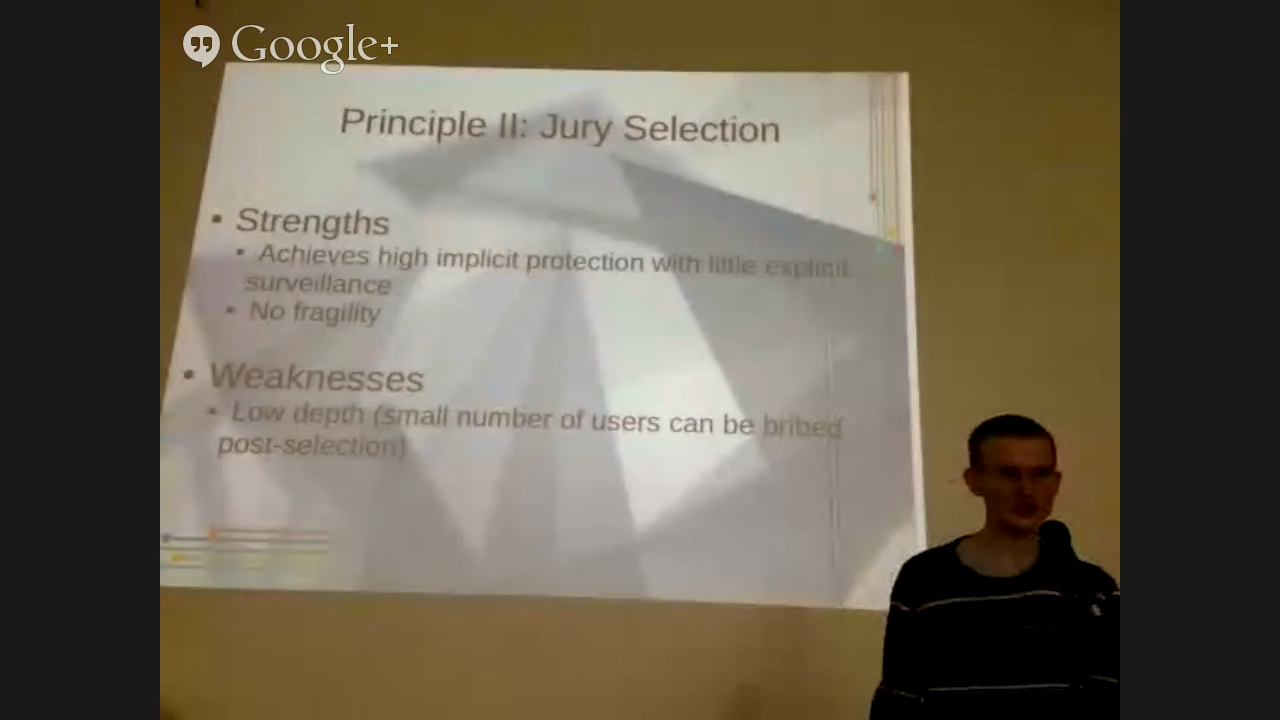 Google+
Principle II: Jury Selection
• Strengths
• Achieves high implicit protection with little explicit
surveillance
• No fragility
• Weaknesses
• Low depth (small number of users can be bribed
post-selection)